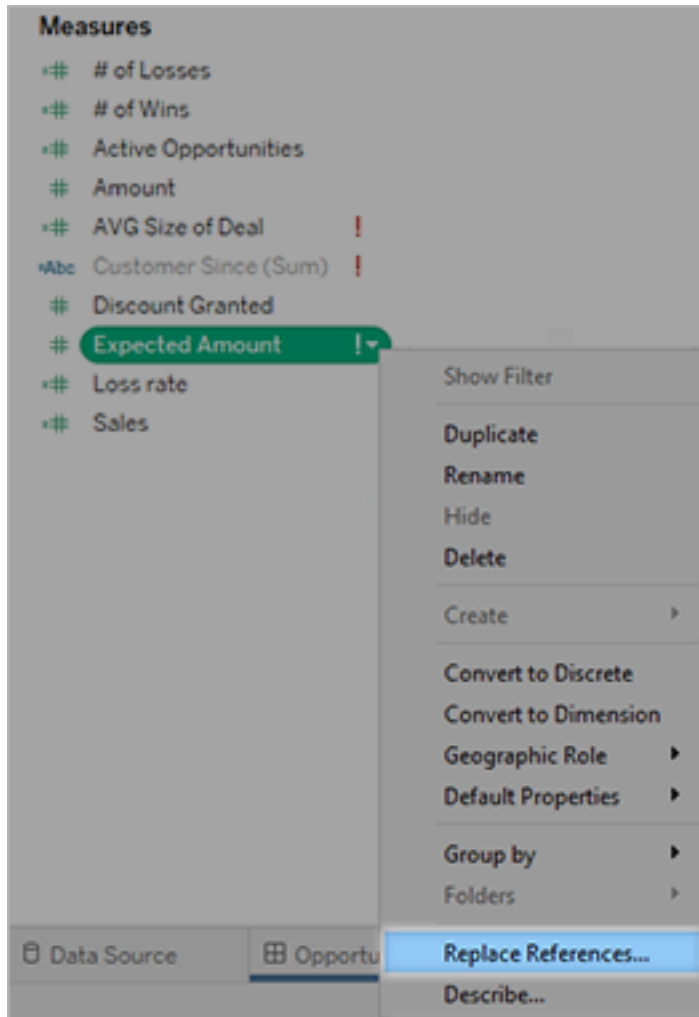 Measures
# of Losses
# of Wins
Active Opportunities
Amount
AVG Size of Deal !
Abc Customer Since (Sum) !
Discount Granted
Expected Amount !
Loss rate
Sales
Show Filter
Duplicate
Rename
Hide
Delete
Create
Convert to Discrete
Convert to Dimension
Geographic Role
Default Properties
Group by
Folders
Replace References...
Describe...
Data Source
Opportu